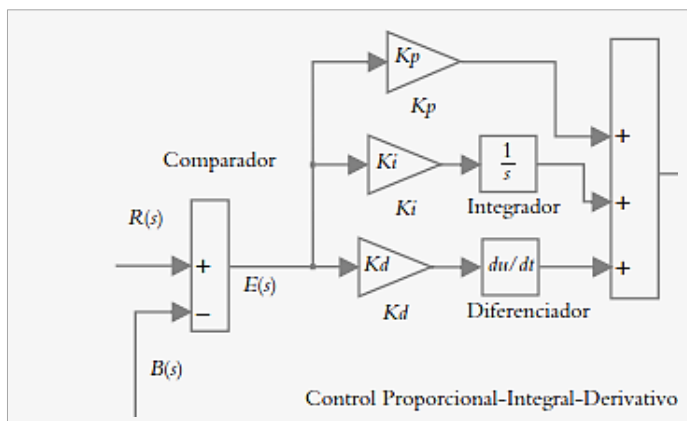 Kp
Kp
+
Comparador
Ki
1
s
Ki
Integrador
+
R(s)
+
E(s)
Kd
du/dt
+
−
Kd
Diferenciador
B(s)
Control Proporcional-Integral-Derivativo